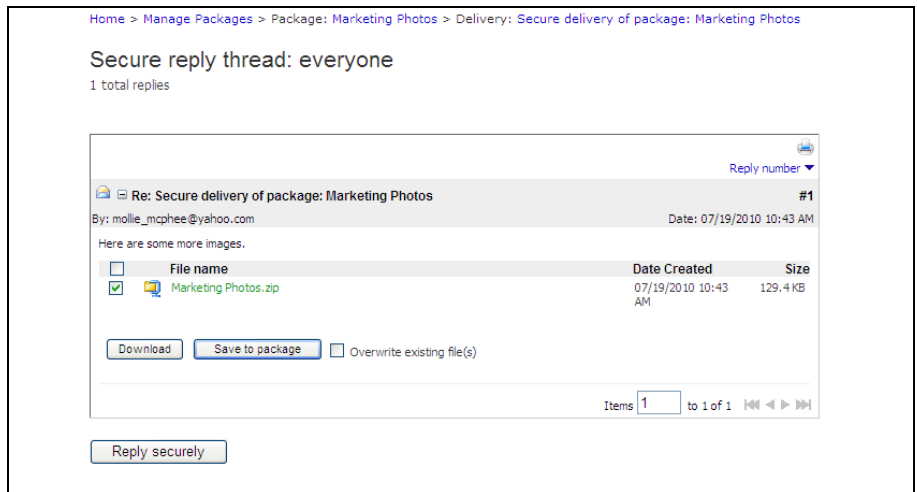 Home > Manage Packages > Package: Marketing Photos > Delivery: Secure delivery of package: Marketing Photos
Secure reply thread: everyone
1 total replies
Reply number
Re: Secure delivery of package: Marketing Photos #1
By: mollie_mcphee@yahoo.com Date: 07/19/2010 10:43 AM
Here are some more images.
File name Date Created Size
Marketing Photos.zip 07/19/2010 10:43 129.4 KB
AM
Download Save to package Overwrite existing file(s)
Items 1 to 1 of 1
Reply securely